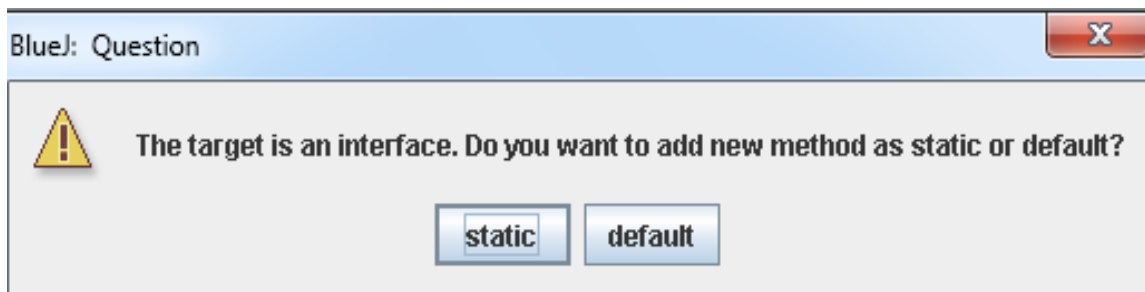 BlueJ: Question
The target is an interface. Do you want to add new method as static or default?
static
default